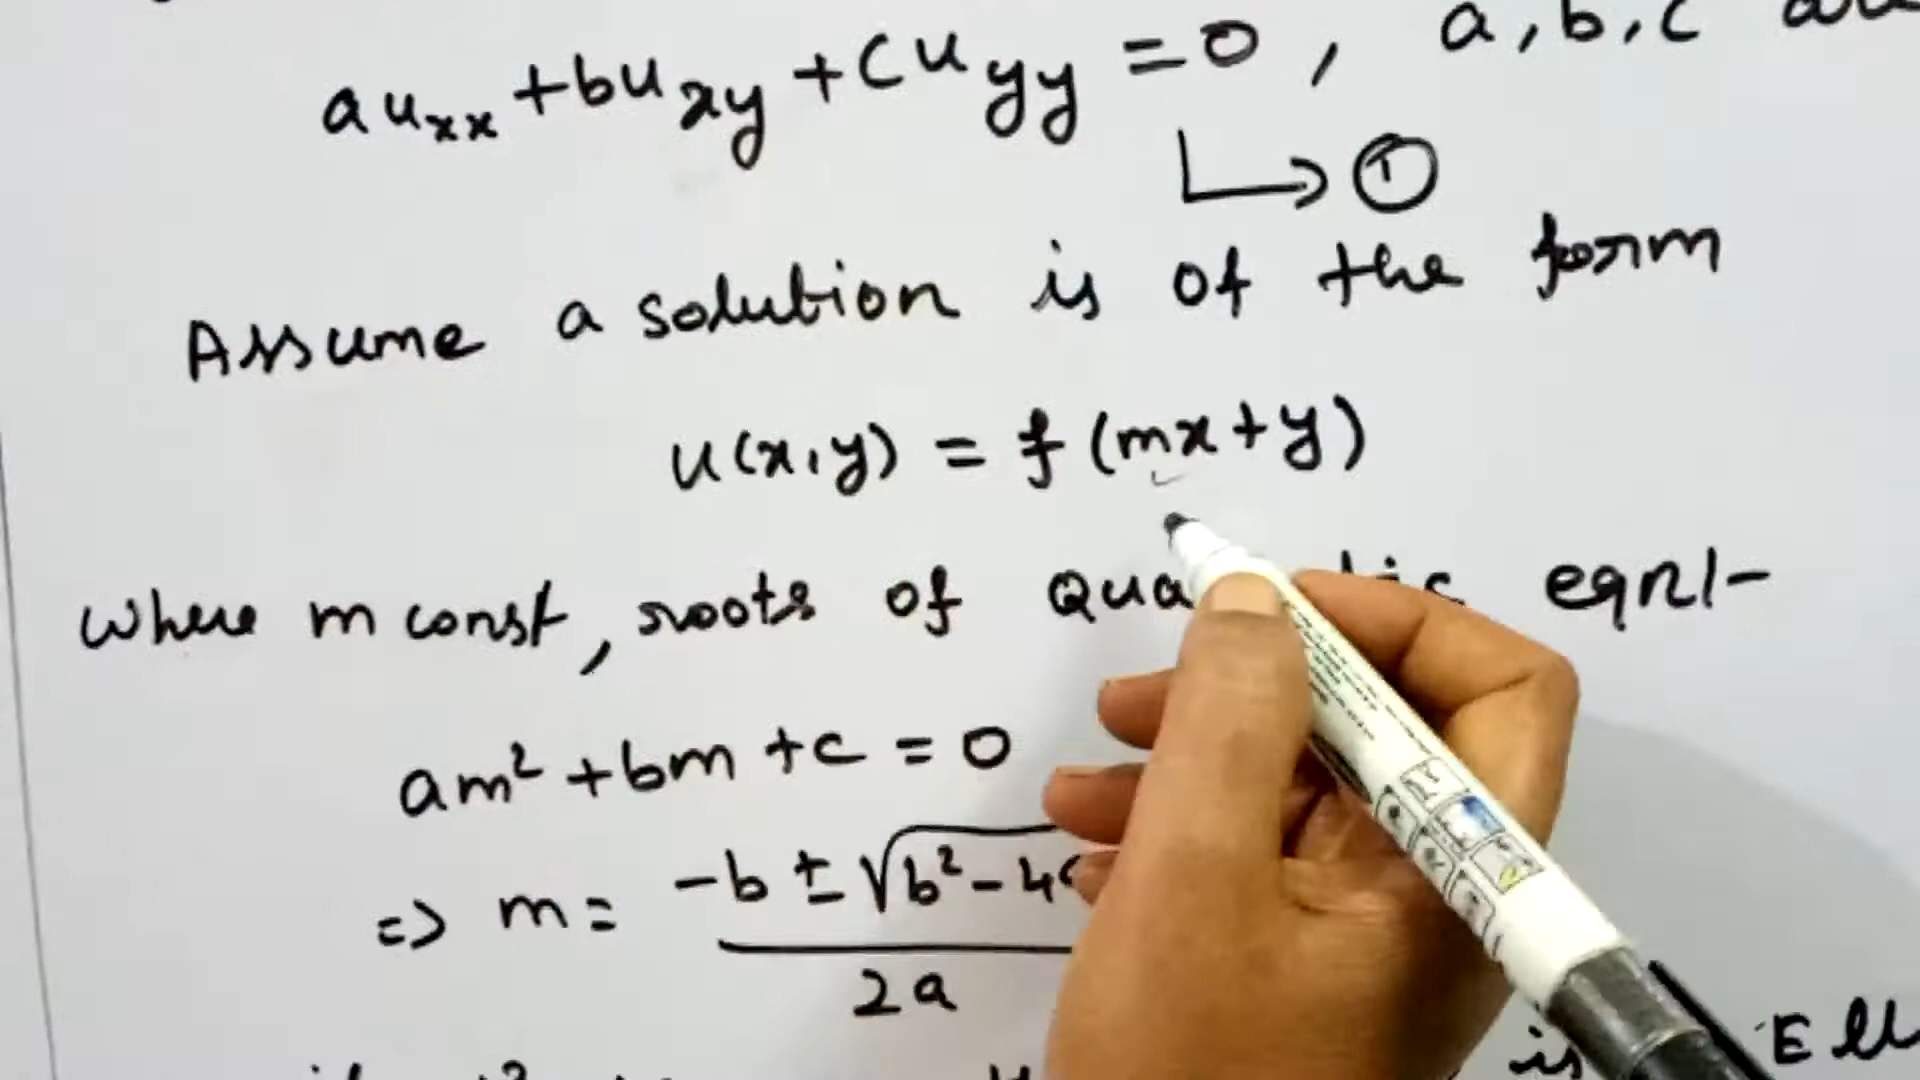 au_xx + bu_xy + cu_yy = 0, a, b, c
→ ①
Assume a solution is of the form
u(x,y) = f(mx+y)
where m const, roots of eqn/-
am² + bm + c = 0
=> m = -b ± √b² - 4
2a
is